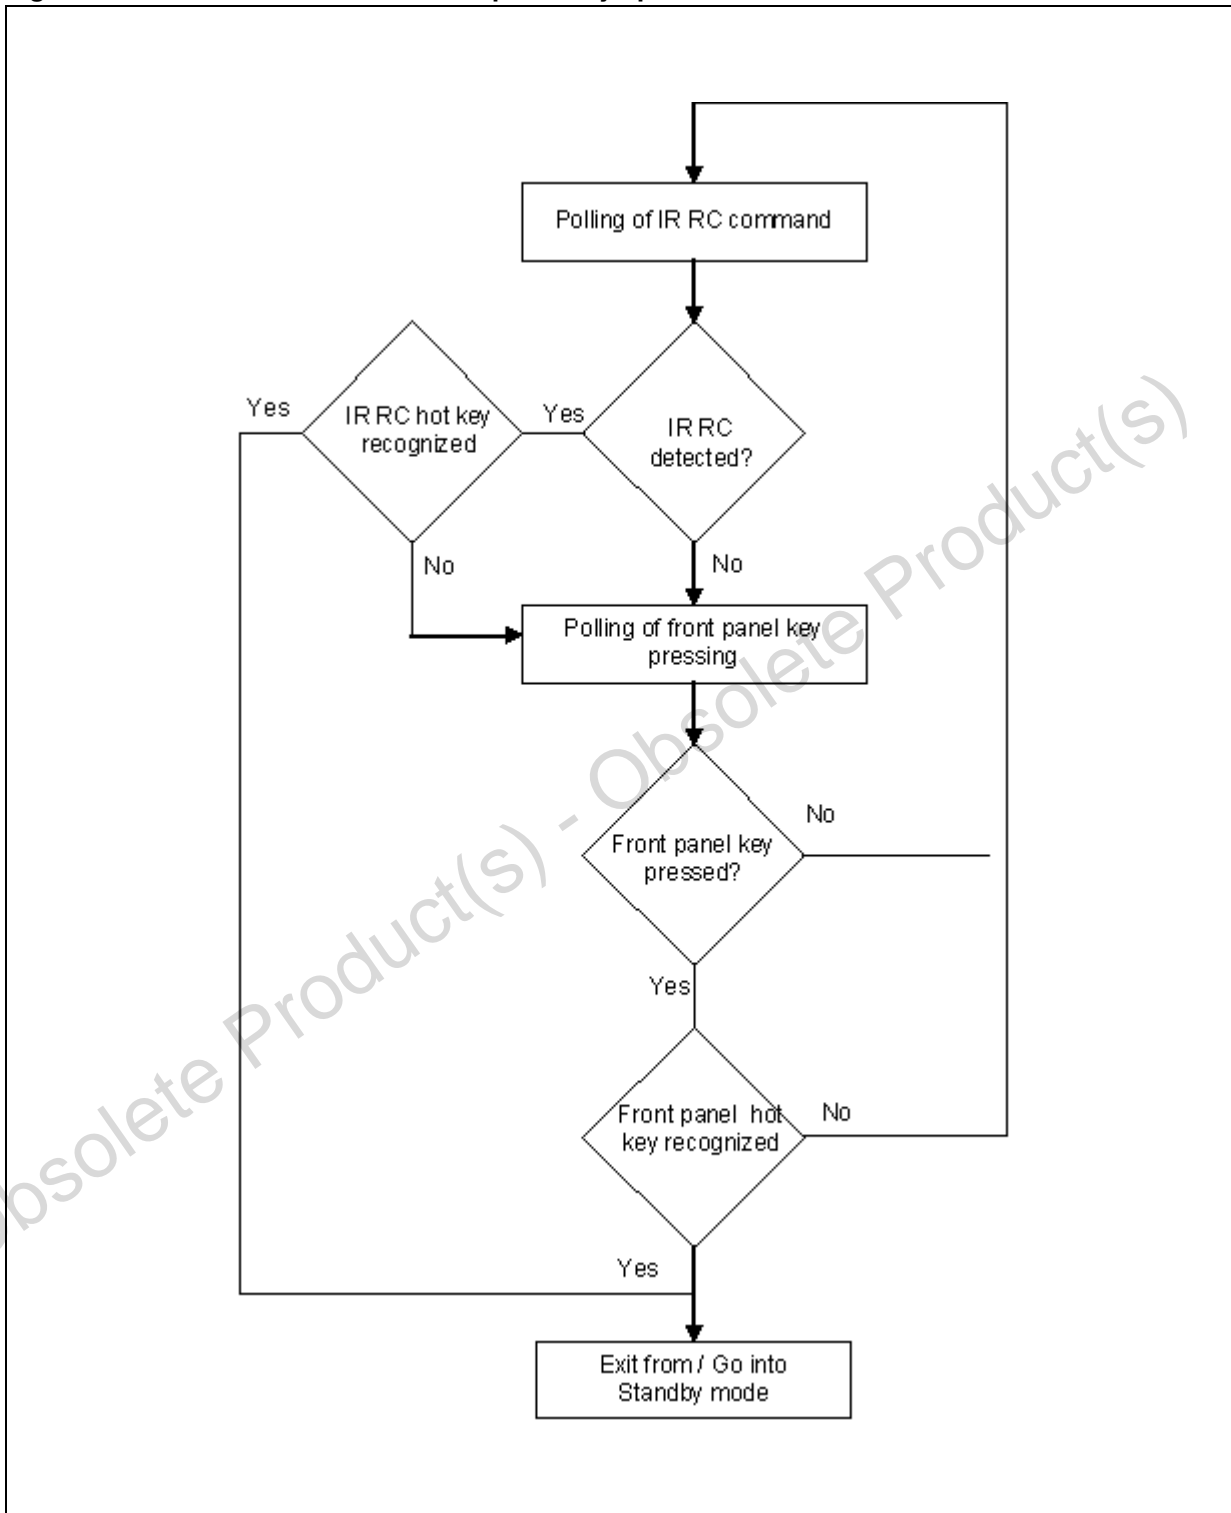 Polling of IR RC command
Yes
IR RC hot key
recognized
Yes
IR RC
detected?
No
No
Polling of front panel key
pressing
Front panel key
pressed?
No
Yes
Front panel hot
key recognized
No
Yes
Exit from / Go into
Standby mode
Obsolete Product(s) - Obsolete Product(s)